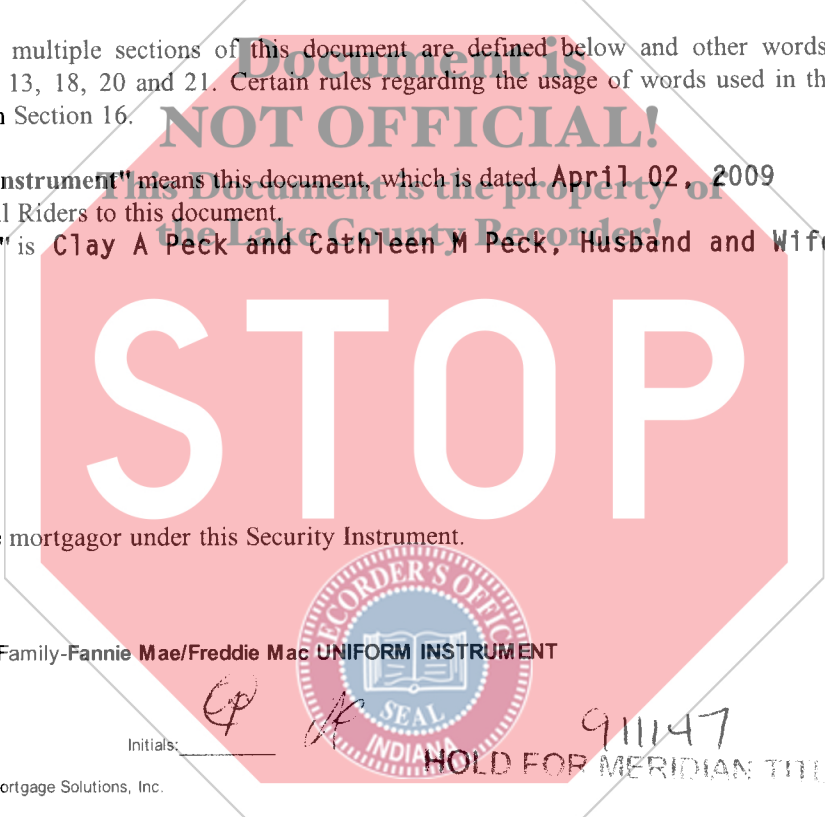 multiple sections of this document are defined below and other words
Document is
13, 18, 20 and 21. Certain rules regarding the usage of words used in th
n Section 16.
NOT OFFICIAL!
nstrument" means this document, which is dated April 02, 2009
This Document is the property of
l Riders to this document.
the Lake County Recorder!
" is Clay A Peck and Cathleen M Peck, Husband and Wife
STOP
e mortgagor under this Security Instrument.
RECORDER'S OFFIC
Family-Fannie Mae/Freddie Mac UNIFORM INSTRUMENT
SEAL
INDIANA
911147
Initials:
HOLD FOR MERIDIAN TITL
ortgage Solutions, Inc.